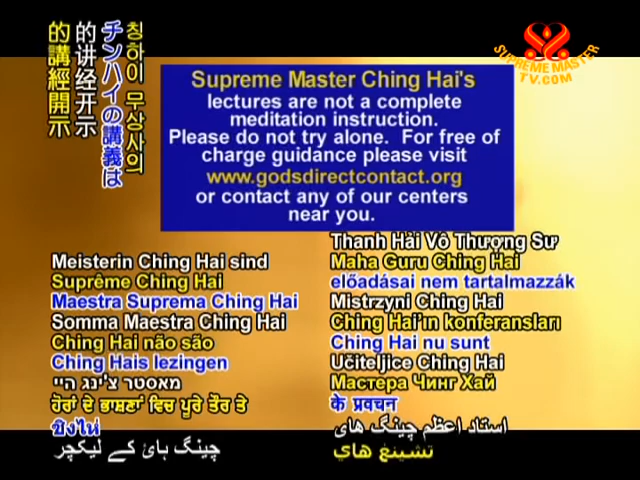 칭하이 무상사의
チンハイの講義は
的讲经开示
的講經開示
SUPREME MASTER
TV.COM
Supreme Master Ching Hai's
lectures are not a complete
meditation instruction.
Please do not try alone. For free of
charge guidance please visit
www.godsdirectcontact.org
or contact any of our centers
near you.
Meisterin Ching Hai sind
Suprême Ching Hai
Maestra Suprema Ching Hai
Somma Maestra Ching Hai
Ching Hai não são
Ching Hais lezingen
מאסטר צ'ינג היי
ਹੋਰਾਂ ਦੇ ਭਾਸ਼ਣਾਂ ਵਿਚ ਪੂਰੇ ਤੌਰ ਤੇ
ชิงไห่
چینگ ہائ کے لیکچر
Thanh Hải Vô Thượng Sư
Maha Guru Ching Hai
előadásai nem tartalmazzák
Mistrzyni Ching Hai
Ching Hai'ın konferansları
Ching Hai nu sunt
Učiteljice Ching Hai
Мастера Чинг Хай
के प्रवचन
استاد اعظم چینگ های
تشينغ هاي